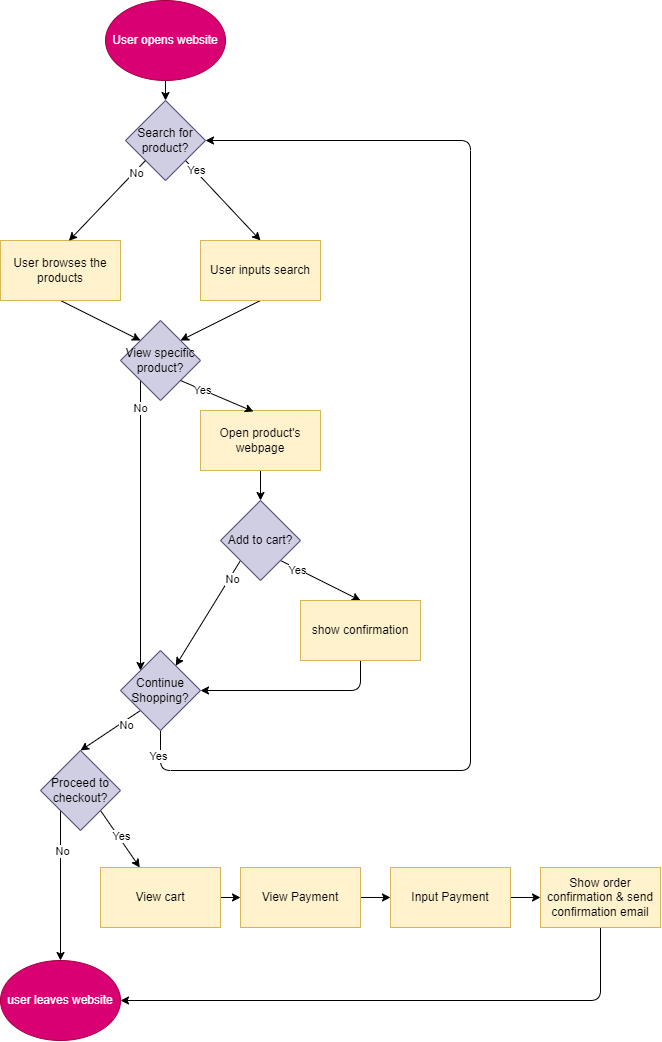 User opens website
Search for
product?
No
Yes
User browses the
products
User inputs search
View specific
product?
Yes
No
Open product's
webpage
Add to cart?
No
Yes
show confirmation
Continue
Shopping?
No
Yes
Proceed to
checkout?
Yes
No
View cart
View Payment
Input Payment
Show order
confirmation & send
confirmation email
user leaves website